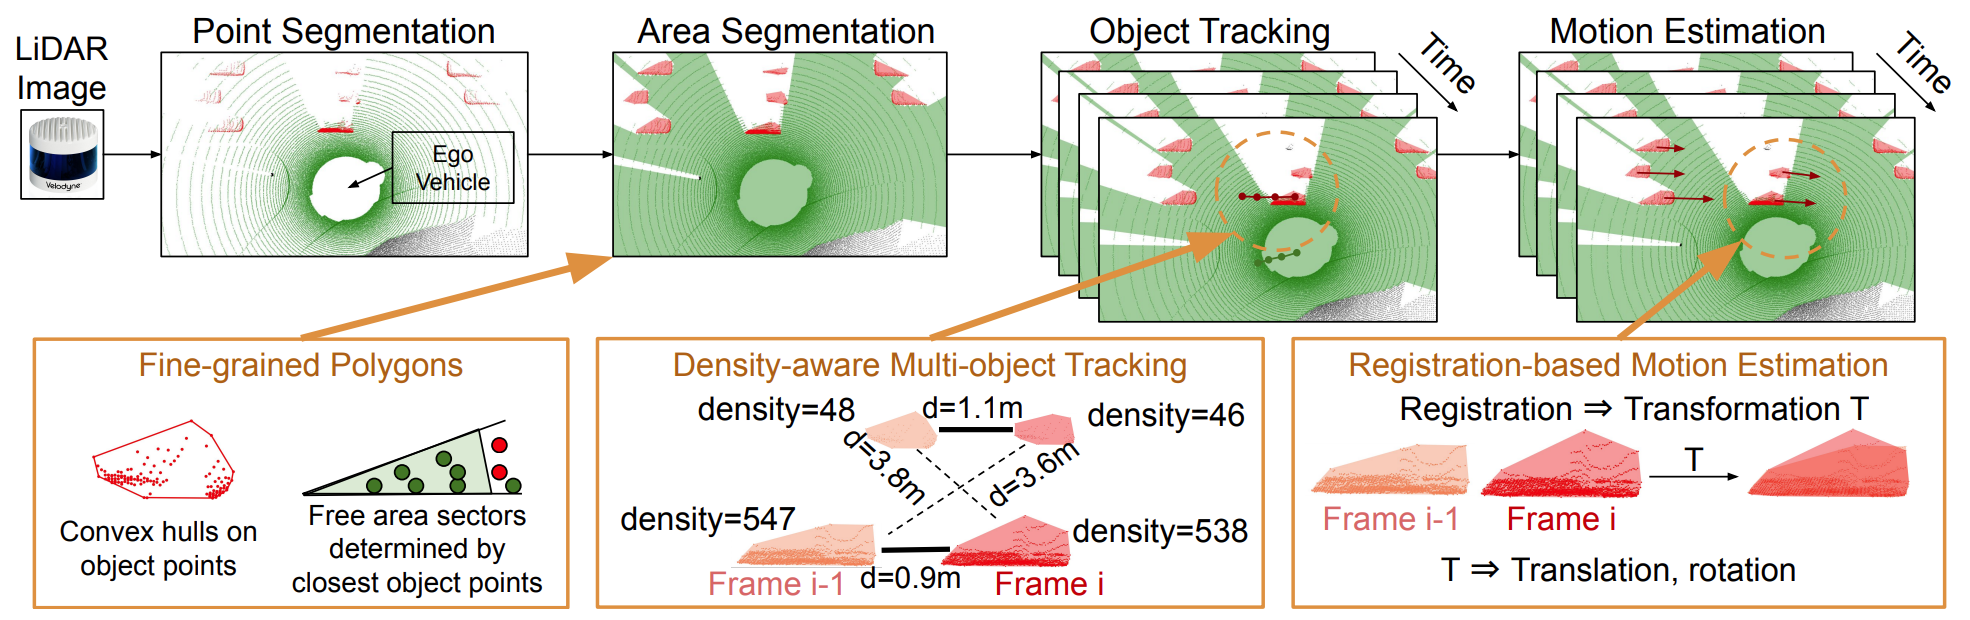 LiDAR
Image
Velodyne
Point Segmentation
Ego
Vehicle
Area Segmentation
Object Tracking
Time
Motion Estimation
Time
Fine-grained Polygons
Convex hulls on
object points
Free area sectors
determined by
closest object points
Density-aware Multi-object Tracking
density=48
d=1.1m
density=46
d=3.8m
d=3.6m
density=547
density=538
Frame i-1
d=0.9m
Frame i
Registration-based Motion Estimation
Registration ⇒ Transformation T
T
Frame i-1
Frame i
T ⇒ Translation, rotation